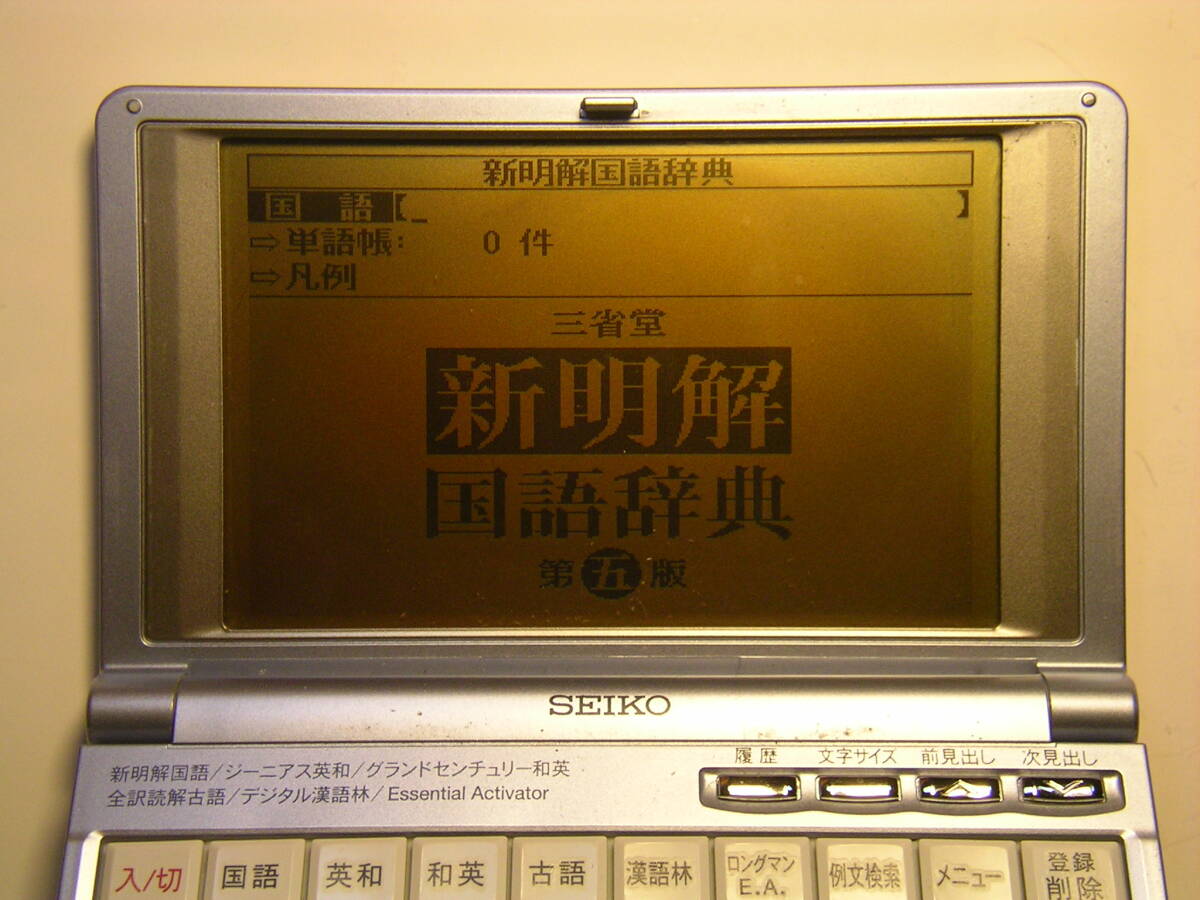 新明解国語辞典
国 語【_ 】
⇨単語帳: 0 件
⇨凡例
三省堂
新明解
国語辞典
第五版
SEIKO
履歴 文字サイズ 前見出し 次見出し
新明解国語/ジーニアス英和/グランドセンチュリー和英
全訳読解古語/デジタル漢語林/Essential Activator
入/切 国語 英和 和英 古語 漢語林 ロングマン E.A. 例文検索 メニュー 登録 削除